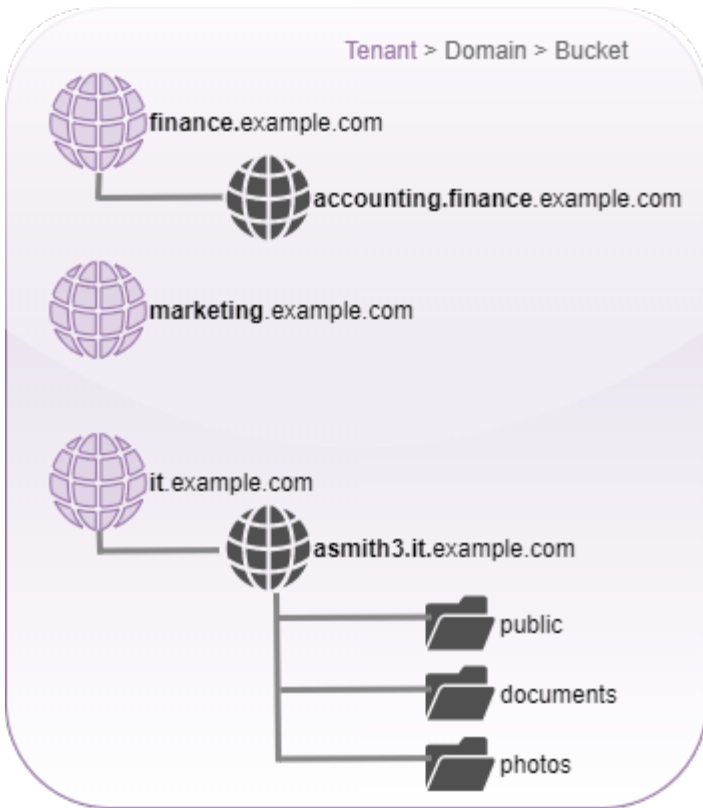 Tenant > Domain > Bucket
finance.example.com
accounting.finance.example.com
marketing.example.com
it.example.com
asmith3.it.example.com
public
documents
photos